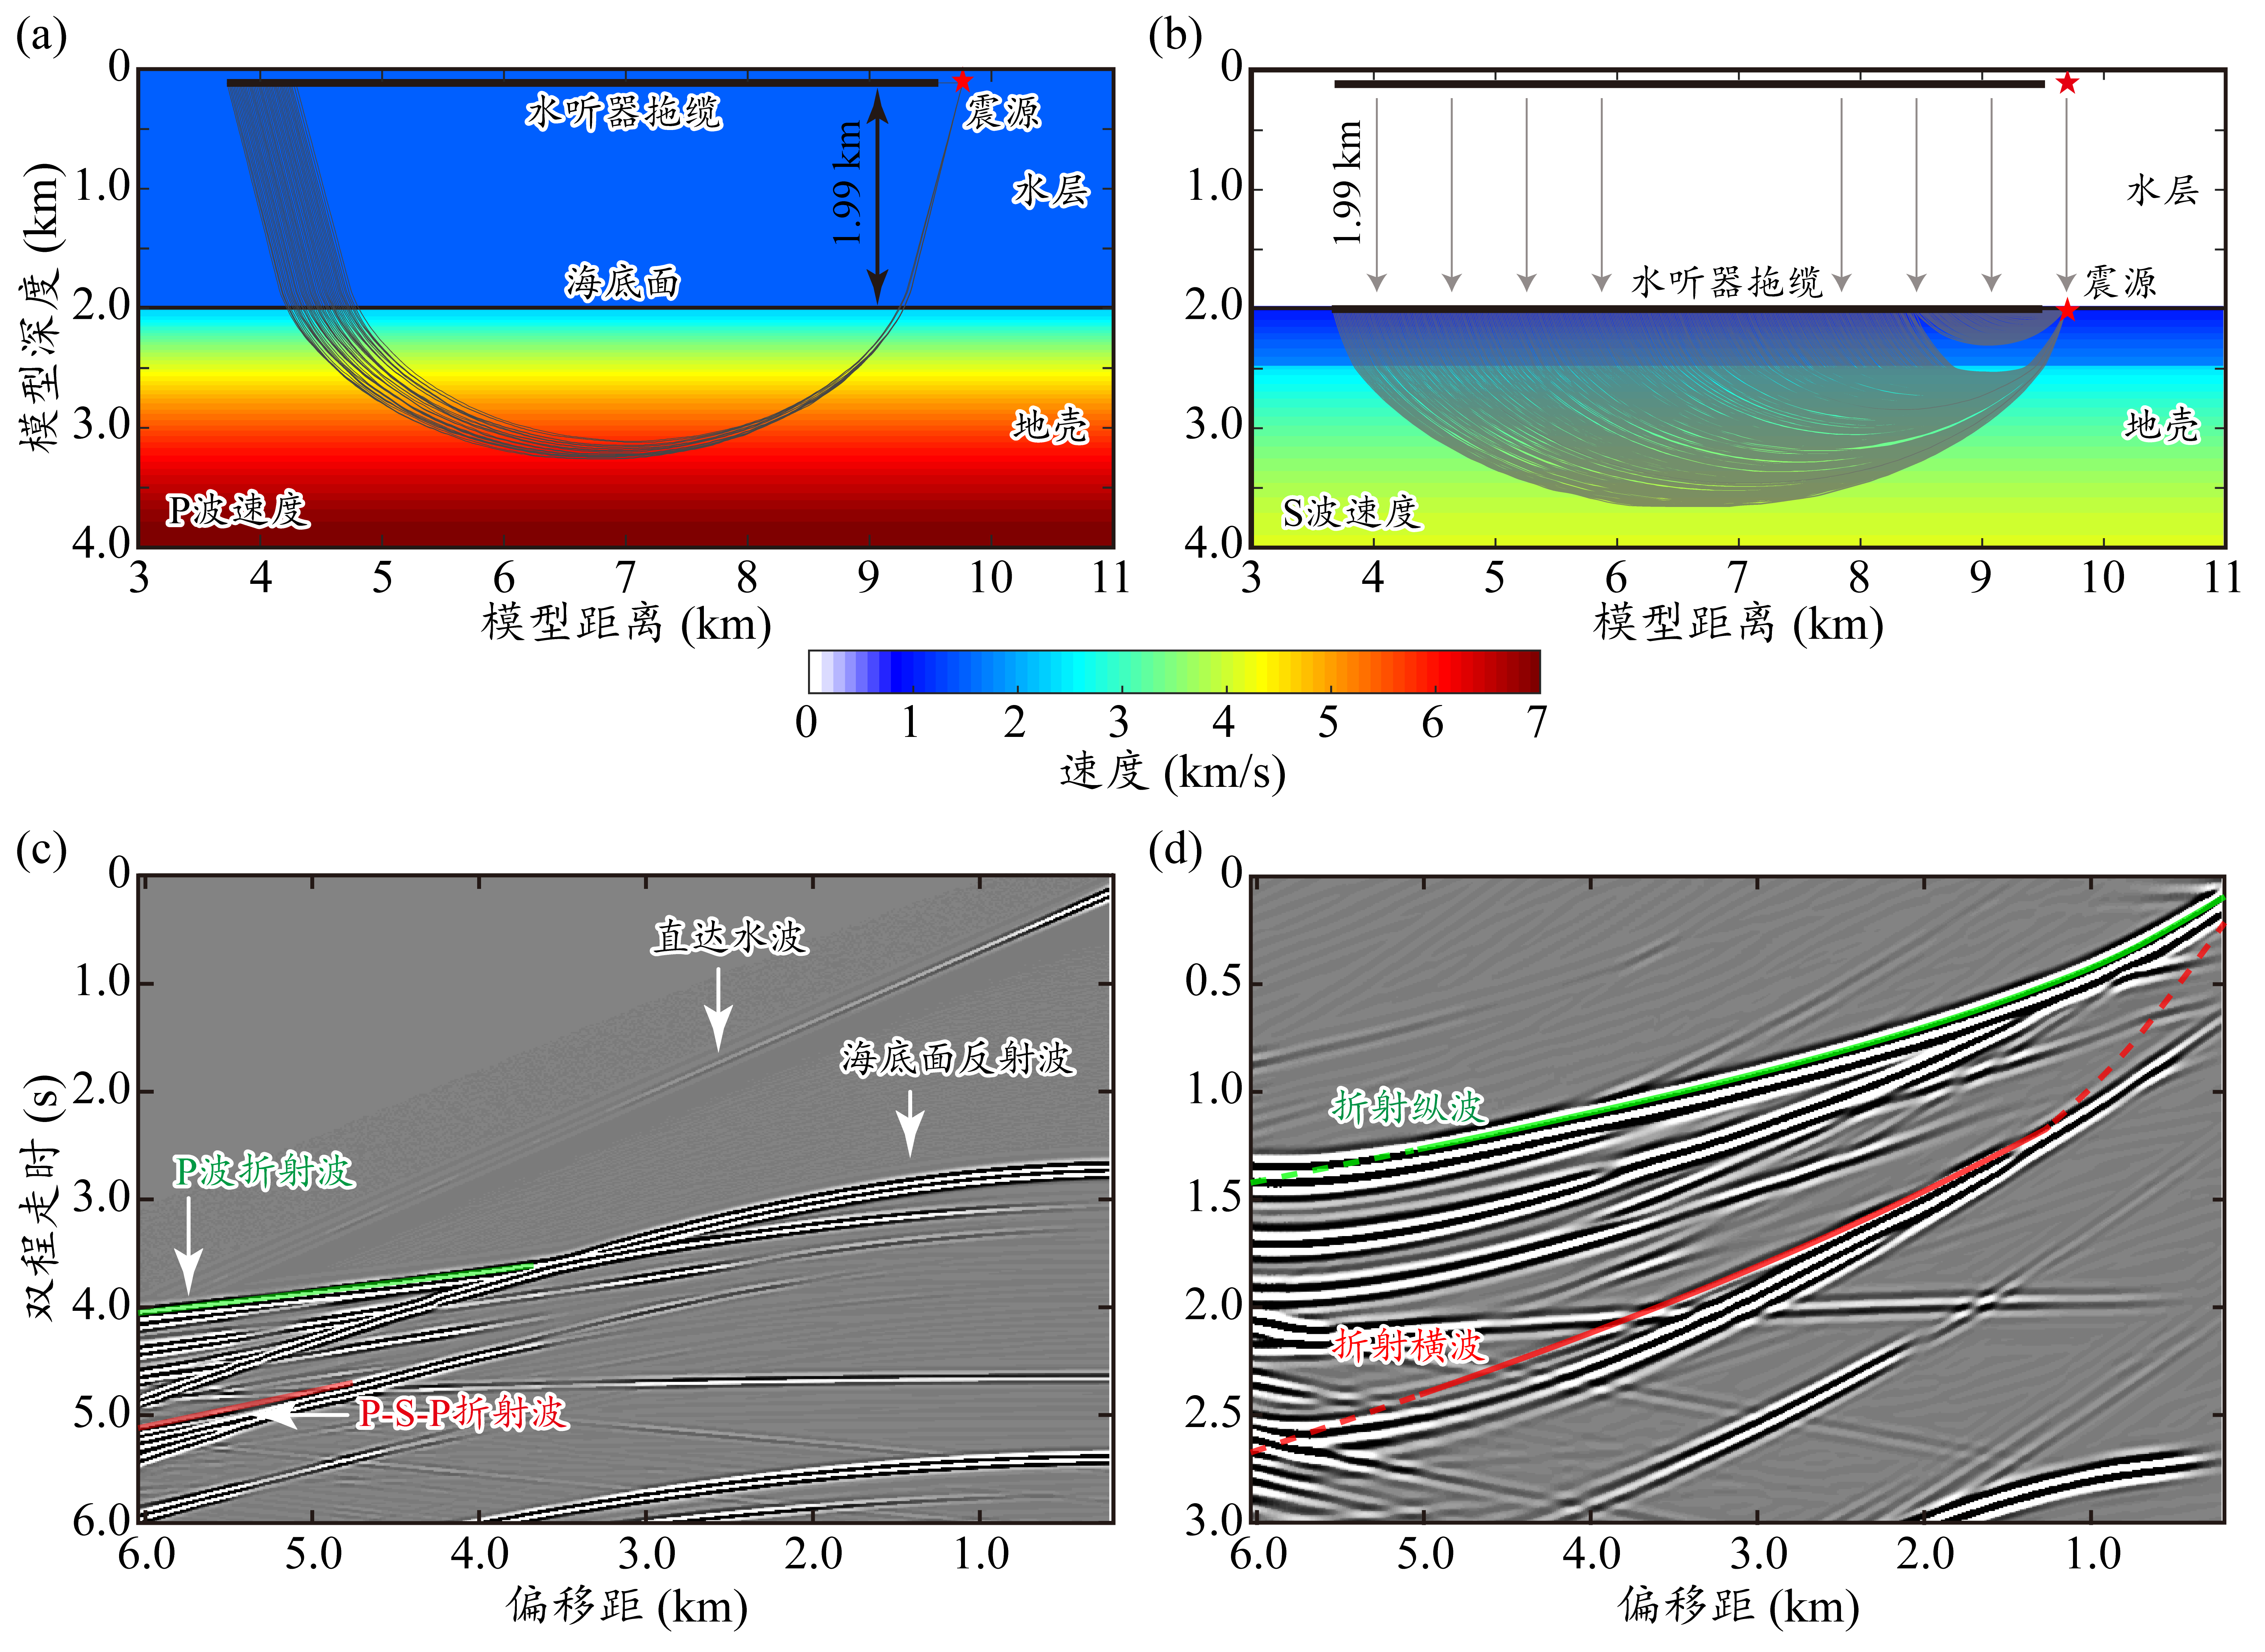 (a)
0
1.0
2.0
3.0
4.0
模型深度 (km)
水听器拖缆
震源
1.99 km
水层
海底面
地壳
P波速度
3 4 5 6 7 8 9 10 11
模型距离 (km)
(b)
0
1.0
2.0
3.0
4.0
1.99 km
水层
水听器拖缆
震源
地壳
S波速度
3 4 5 6 7 8 9 10 11
模型距离 (km)
0 1 2 3 4 5 6 7
速度 (km/s)
(c)
0
1.0
2.0
3.0
4.0
5.0
6.0
双程走时 (s)
直达水波
海底面反射波
P波折射波
P-S-P折射波
6.0 5.0 4.0 3.0 2.0 1.0
偏移距 (km)
(d)
0
0.5
1.0
1.5
2.0
2.5
3.0
折射纵波
折射横波
6.0 5.0 4.0 3.0 2.0 1.0
偏移距 (km)